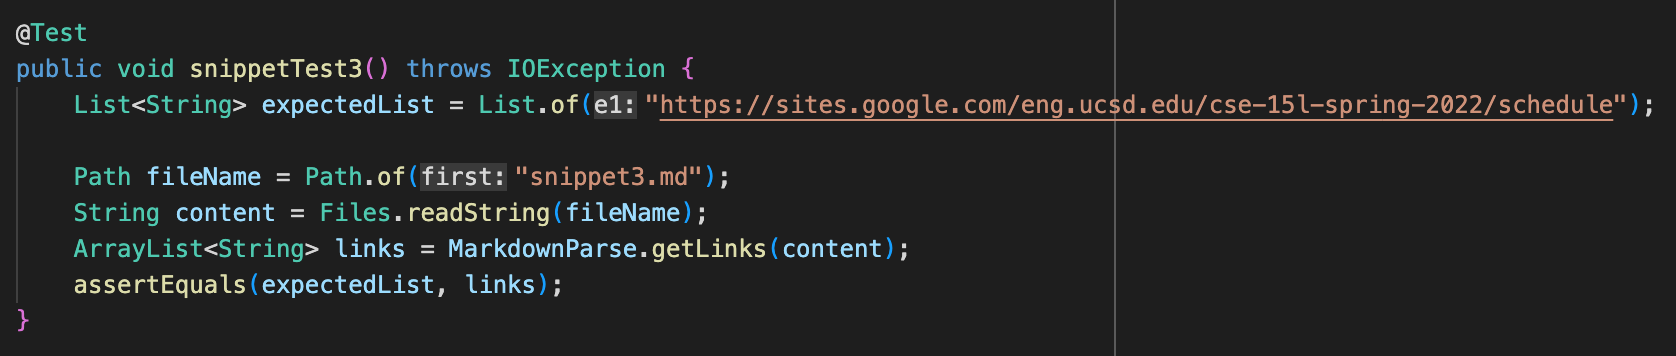 @Test
public void snippetTest3() throws IOException {
List<String> expectedList = List.of(e1: "https://sites.google.com/eng.ucsd.edu/cse-15l-spring-2022/schedule");
Path fileName = Path.of(first: "snippet3.md");
String content = Files.readString(fileName);
ArrayList<String> links = MarkdownParse.getLinks(content);
assertEquals(expectedList, links);
}